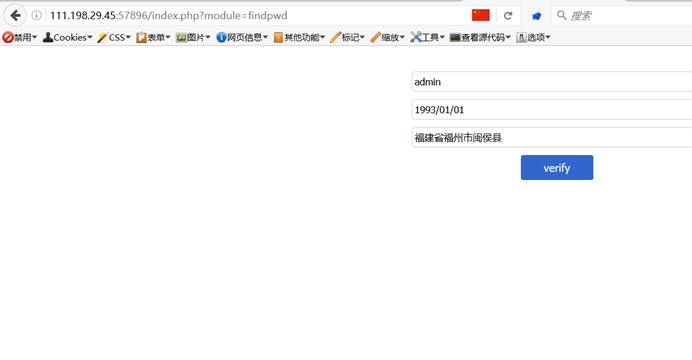 111.198.29.45:57896/index.php?module=findpwd
搜索
禁用 Cookies CSS 表单 图片 网页信息 其他功能 标记 缩放 工具 查看源代码 选项
admin
1993/01/01
福建省福州市闽侯县
verify